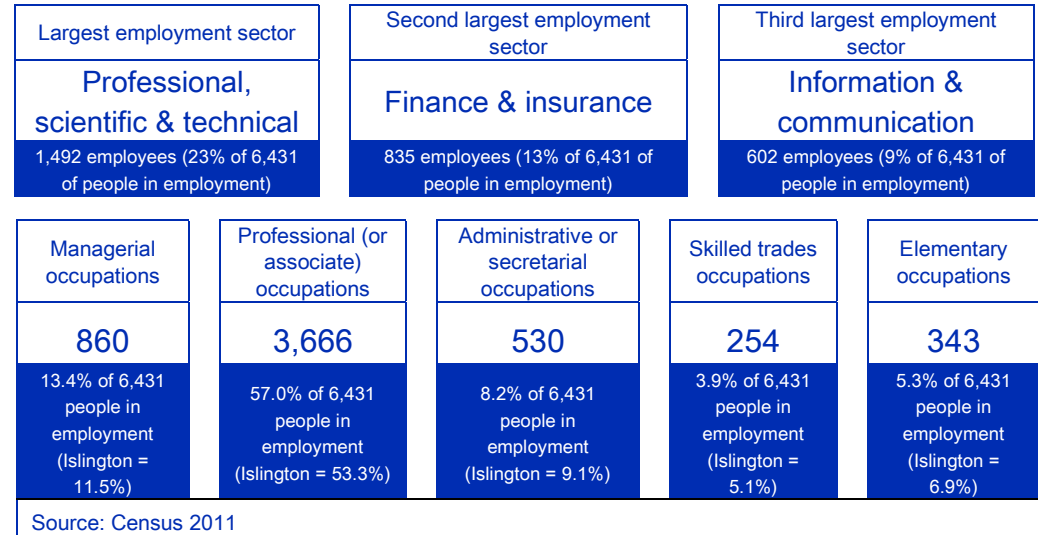 Largest employment sector
Professional,
scientific & technical
1,492 employees (23% of 6,431
of people in employment)
Second largest employment
sector
Finance & insurance
835 employees (13% of 6,431 of
people in employment)
Third largest employment
sector
Information &
communication
602 employees (9% of 6,431 of
people in employment)
Managerial
occupations
860
13.4% of 6,431
people in
employment
(Islington =
11.5%)
Professional (or
associate)
occupations
3,666
57.0% of 6,431
people in
employment
(Islington = 53.3%)
Administrative or
secretarial
occupations
530
8.2% of 6,431
people in
employment
(Islington = 9.1%)
Skilled trades
occupations
254
3.9% of 6,431
people in
employment
(Islington =
5.1%)
Elementary
occupations
343
5.3% of 6,431
people in
employment
(Islington =
6.9%)
Source: Census 2011